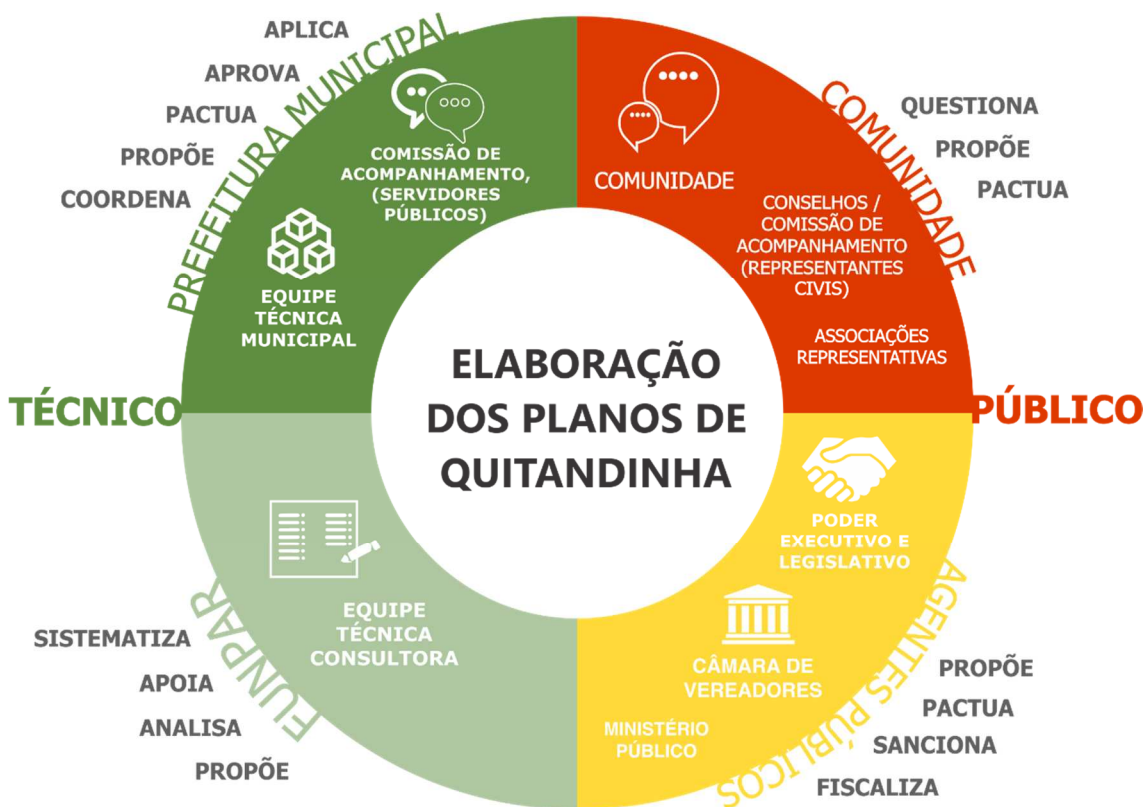 APLICA
APROVA
PACTUA
PROPÕE
COORDENA
PREFEITURA MUNICIPAL
COMISSÃO DE
ACOMPANHAMENTO,
(SERVIDORES
PÚBLICOS)
EQUIPE
TÉCNICA
MUNICIPAL
COMUNIDADE
QUESTIONA
PROPÕE
PACTUA
COMUNIDADE
CONSELHOS /
COMISSÃO DE
ACOMPANHAMENTO
(REPRESENTANTES
CIVIS)
ASSOCIAÇÕES
REPRESENTATIVAS
TÉCNICO
ELABORAÇÃO
DOS PLANOS DE
QUITANDINHA
PÚBLICO
EQUIPE
TÉCNICA
CONSULTORA
FUNPAR
SISTEMATIZA
APOIA
ANALISA
PROPÕE
PODER
EXECUTIVO E
LEGISLATIVO
CÂMARA DE
VEREADORES
MINISTÉRIO
PÚBLICO
AGENTES PÚBLICOS
PROPÕE
PACTUA
SANCIONA
FISCALIZA